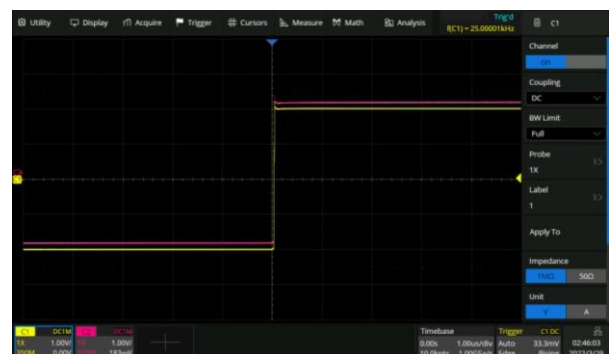 Utility Display Acquire Trigger Cursors Measure Math Analysis
Trig'd
f(C1) = 25.00001kHz
C1
Channel
on
Coupling
DC
BW Limit
Full
Probe
1X
Label
1
Apply To
Impedance
1MΩ 50Ω
Unit
V A
C1 DC1M
1X 1.00V/
0.00V
C2 DC1M
1.00V/
Timebase
0.00s 1.00us/div
Trigger C1 DC
Auto 33.3mV
02:46:03